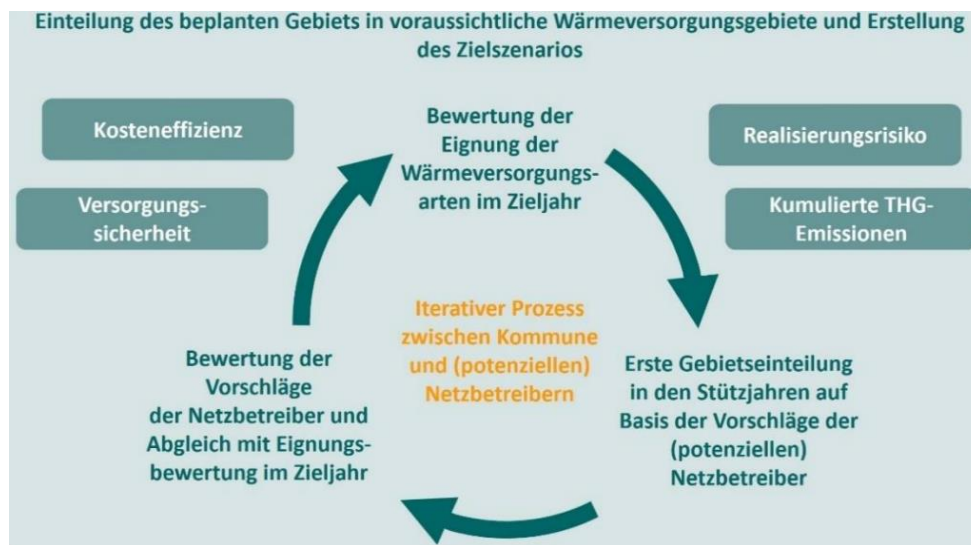 Einteilung des beplanten Gebiets in voraussichtliche Wärmeversorgungsgebiete und Erstellung
des Zielszenarios
Kosteneffizienz
Versorgungs-
sicherheit
Bewertung der
Eignung der
Wärmeversorgungs-
arten im Zieljahr
Realisierungsrisiko
Kumulierte THG-
Emissionen
Iterativer Prozess
zwischen Kommune
und (potenziellen)
Netzbetreibern
Bewertung der
Vorschläge
der Netzbetreiber und
Abgleich mit Eignungs-
bewertung im Zieljahr
Erste Gebietseinteilung
in den Stützjahren auf
Basis der Vorschläge der
(potenziellen)
Netzbetreiber